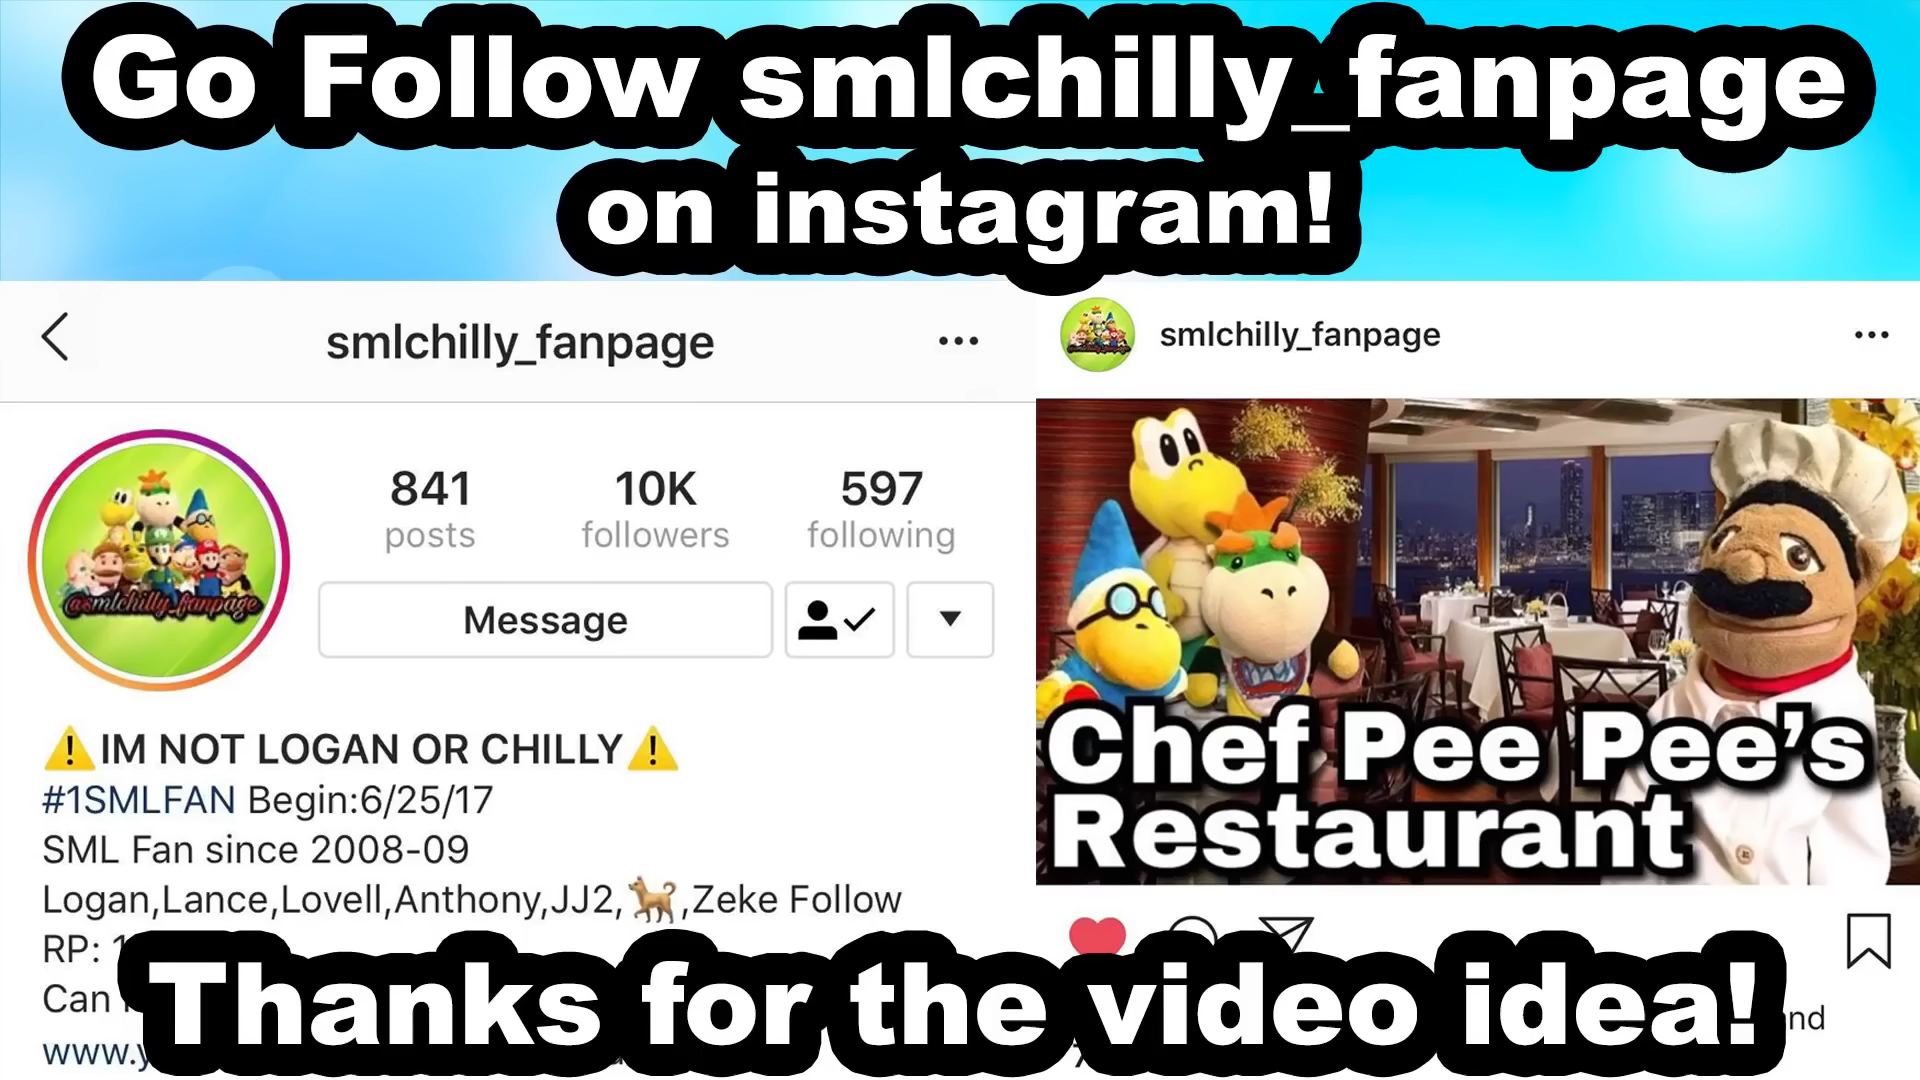 Go Follow smlchilly_fanpage
on instagram!
smlchilly_fanpage
841
posts
10K
followers
597
following
Message
@smlchilly_fanpage
IM NOT LOGAN OR CHILLY
#1SMLFAN Begin:6/25/17
SML Fan since 2008-09
Logan,Lance,Lovell,Anthony,JJ2,🐕,Zeke Follow
RP:
Can
www.y
smlchilly_fanpage
Chef Pee Pee's
Restaurant
Thanks for the video idea!